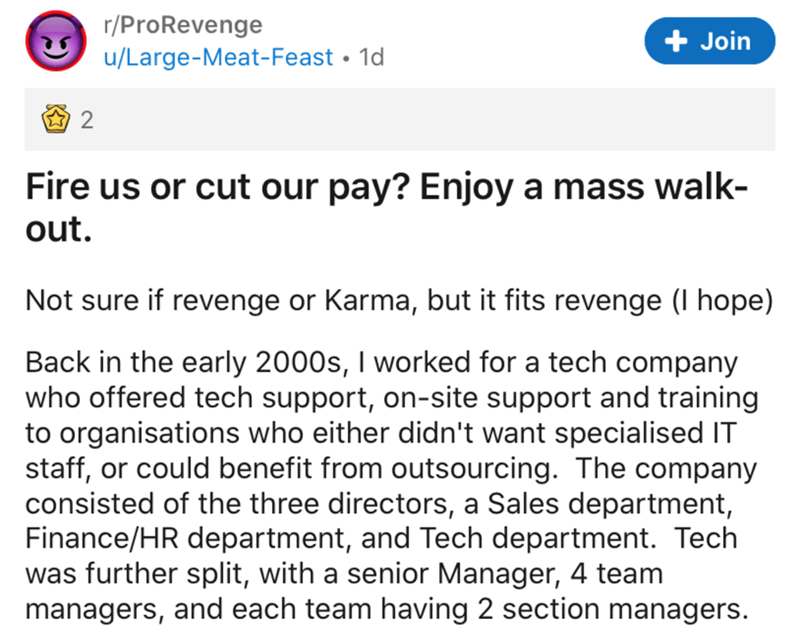 r/ProRevenge
u/Large-Meat-Feast • 1d
+ Join
2
Fire us or cut our pay? Enjoy a mass walk-
out.
Not sure if revenge or Karma, but it fits revenge (I hope)
Back in the early 2000s, I worked for a tech company
who offered tech support, on-site support and training
to organisations who either didn't want specialised IT
staff, or could benefit from outsourcing.  The company
consisted of the three directors, a Sales department,
Finance/HR department, and Tech department.  Tech
was further split, with a senior Manager, 4 team
managers, and each team having 2 section managers.